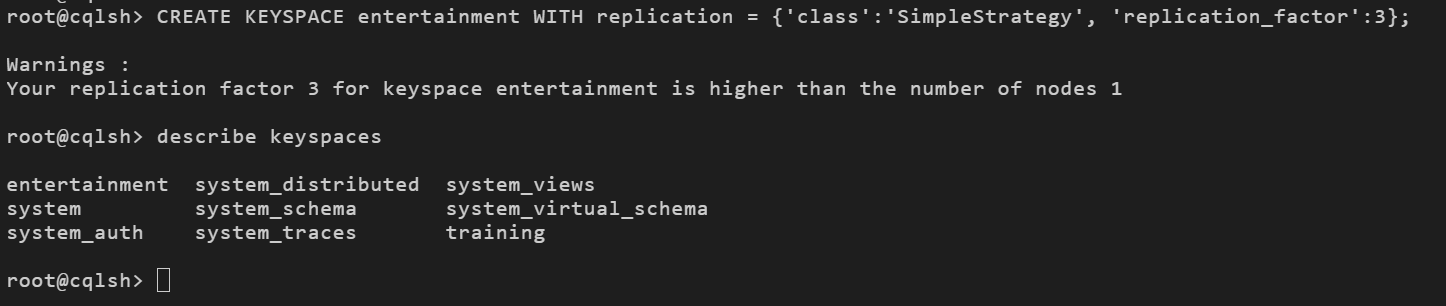 root@cqlsh> CREATE KEYSPACE entertainment WITH replication = {'class':'SimpleStrategy', 'replication_factor':3};
Warnings :
Your replication factor 3 for keyspace entertainment is higher than the number of nodes 1
root@cqlsh> describe keyspaces
entertainment  system_distributed  system_views
system         system_schema       system_virtual_schema
system_auth    system_traces       training
root@cqlsh>